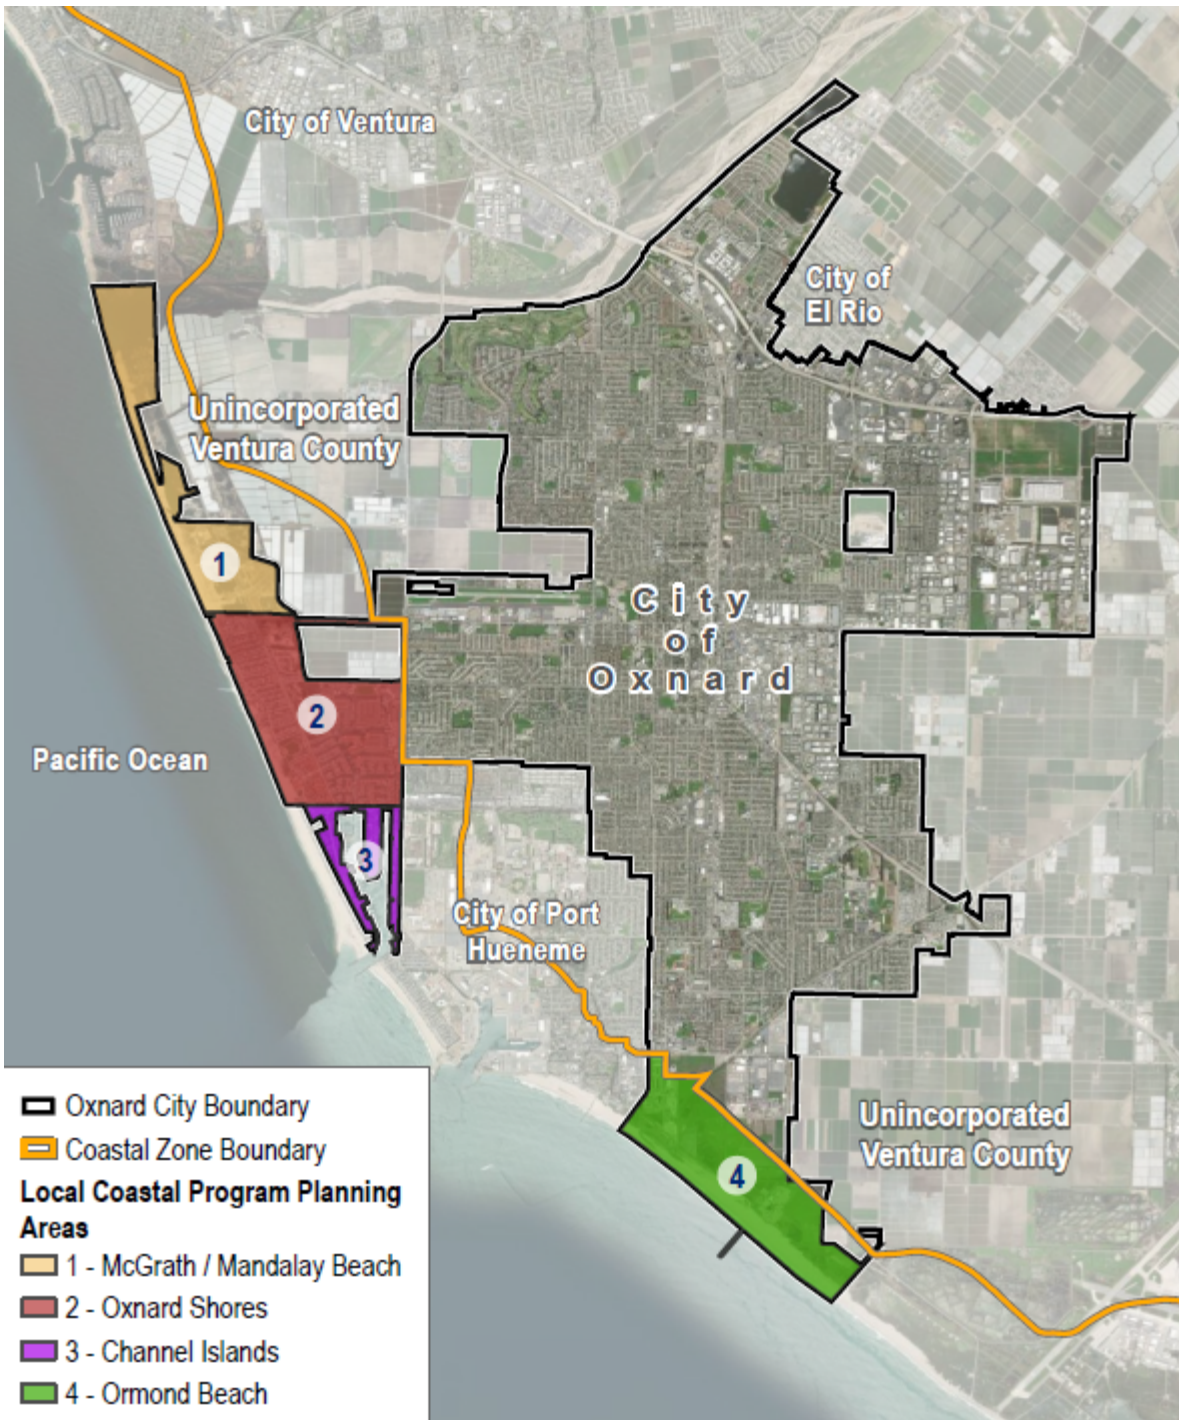 City of Ventura
City of
El Rio
Unincorporated
Ventura County
1
City
of
Oxnard
2
Pacific Ocean
3
City of Port
Hueneme
Unincorporated
Ventura County
4
Oxnard City Boundary
Coastal Zone Boundary
Local Coastal Program Planning
Areas
1 - McGrath / Mandalay Beach
2 - Oxnard Shores
3 - Channel Islands
4 - Ormond Beach